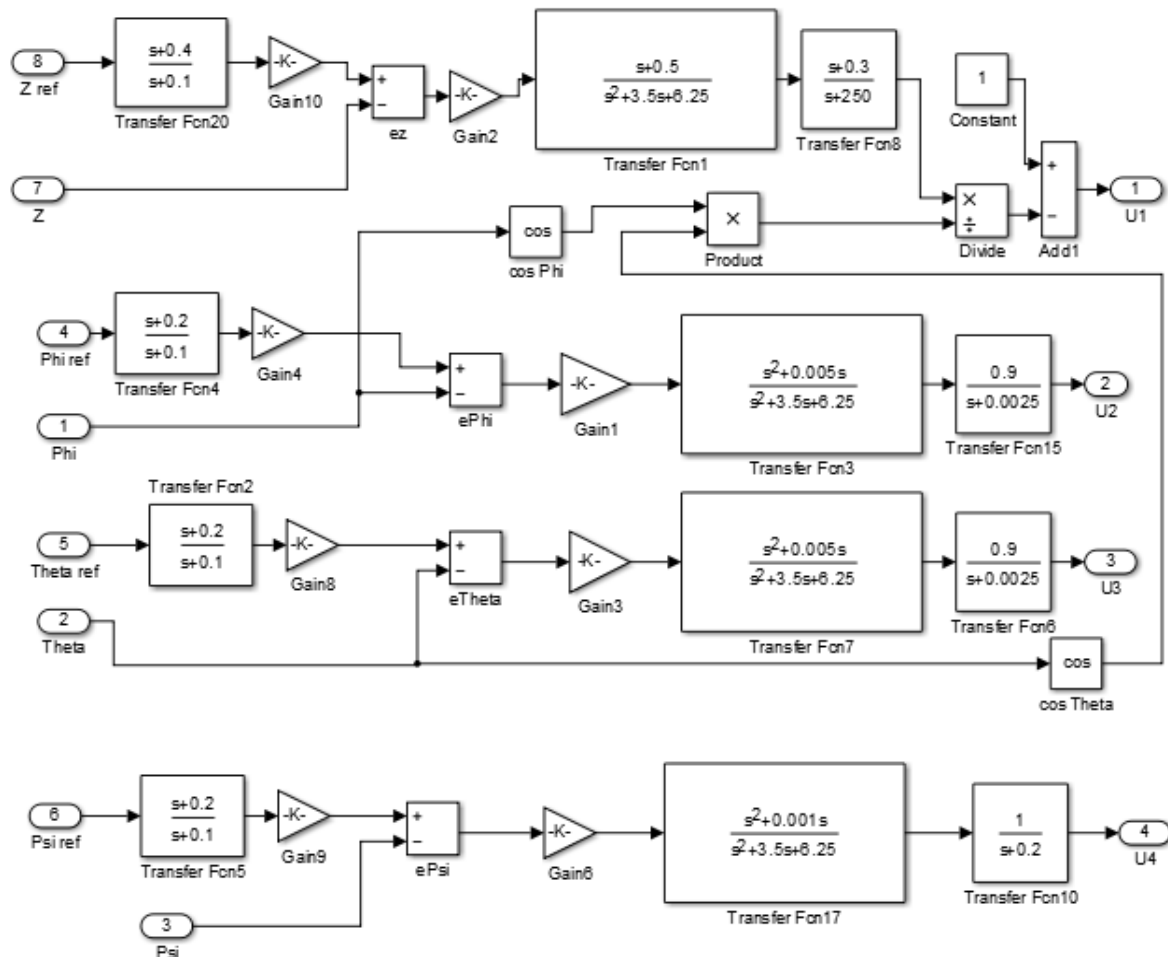 8
Z ref
s+0.4
s+0.1
Transfer Fcn20
-K-
Gain10
+
−
ez
-K-
Gain2
s+0.5
s²+3.5s+6.25
Transfer Fcn1
s+0.3
s+250
Transfer Fcn8
1
Constant
7
Z
cos
cos Phi
×
Product
×
÷
Divide
+
−
Add1
1
U1
4
Phi ref
s+0.2
s+0.1
Transfer Fcn4
-K-
Gain4
1
Phi
+
−
ePhi
-K-
Gain1
s²+0.005s
s²+3.5s+6.25
Transfer Fcn3
0.9
s+0.0025
Transfer Fcn15
2
U2
Transfer Fcn2
5
Theta ref
s+0.2
s+0.1
-K-
Gain8
2
Theta
+
−
eTheta
-K-
Gain3
s²+0.005s
s²+3.5s+6.25
Transfer Fcn7
0.9
s+0.0025
Transfer Fcn6
3
U3
cos
cos Theta
6
Psi ref
s+0.2
s+0.1
Transfer Fcn5
-K-
Gain9
+
−
ePsi
-K-
Gain6
s²+0.001s
s²+3.5s+6.25
Transfer Fcn17
1
s+0.2
Transfer Fcn10
4
U4
3
Psi